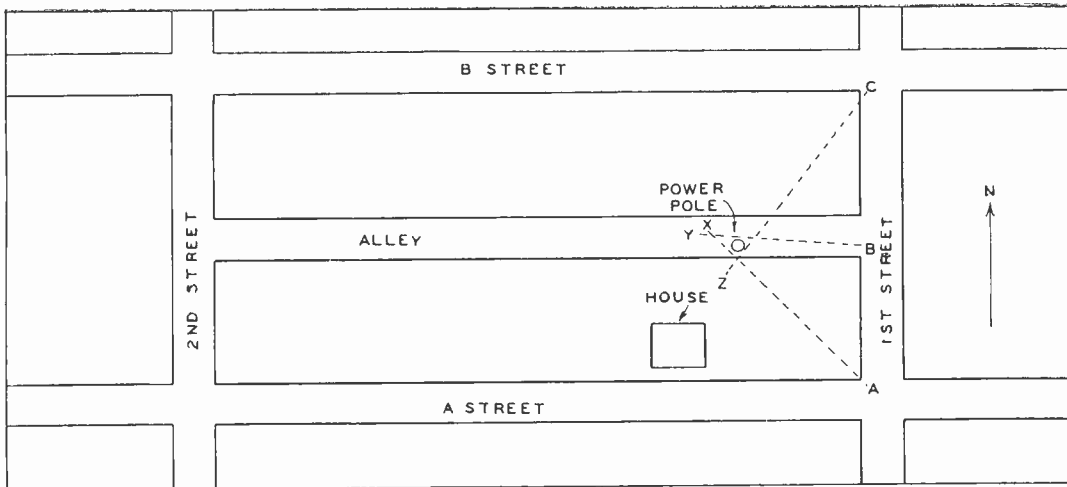 B STREET
C
POWER
POLE
N
X
Y
ALLEY
B
Z
HOUSE
2ND STREET
1ST STREET
A
A STREET